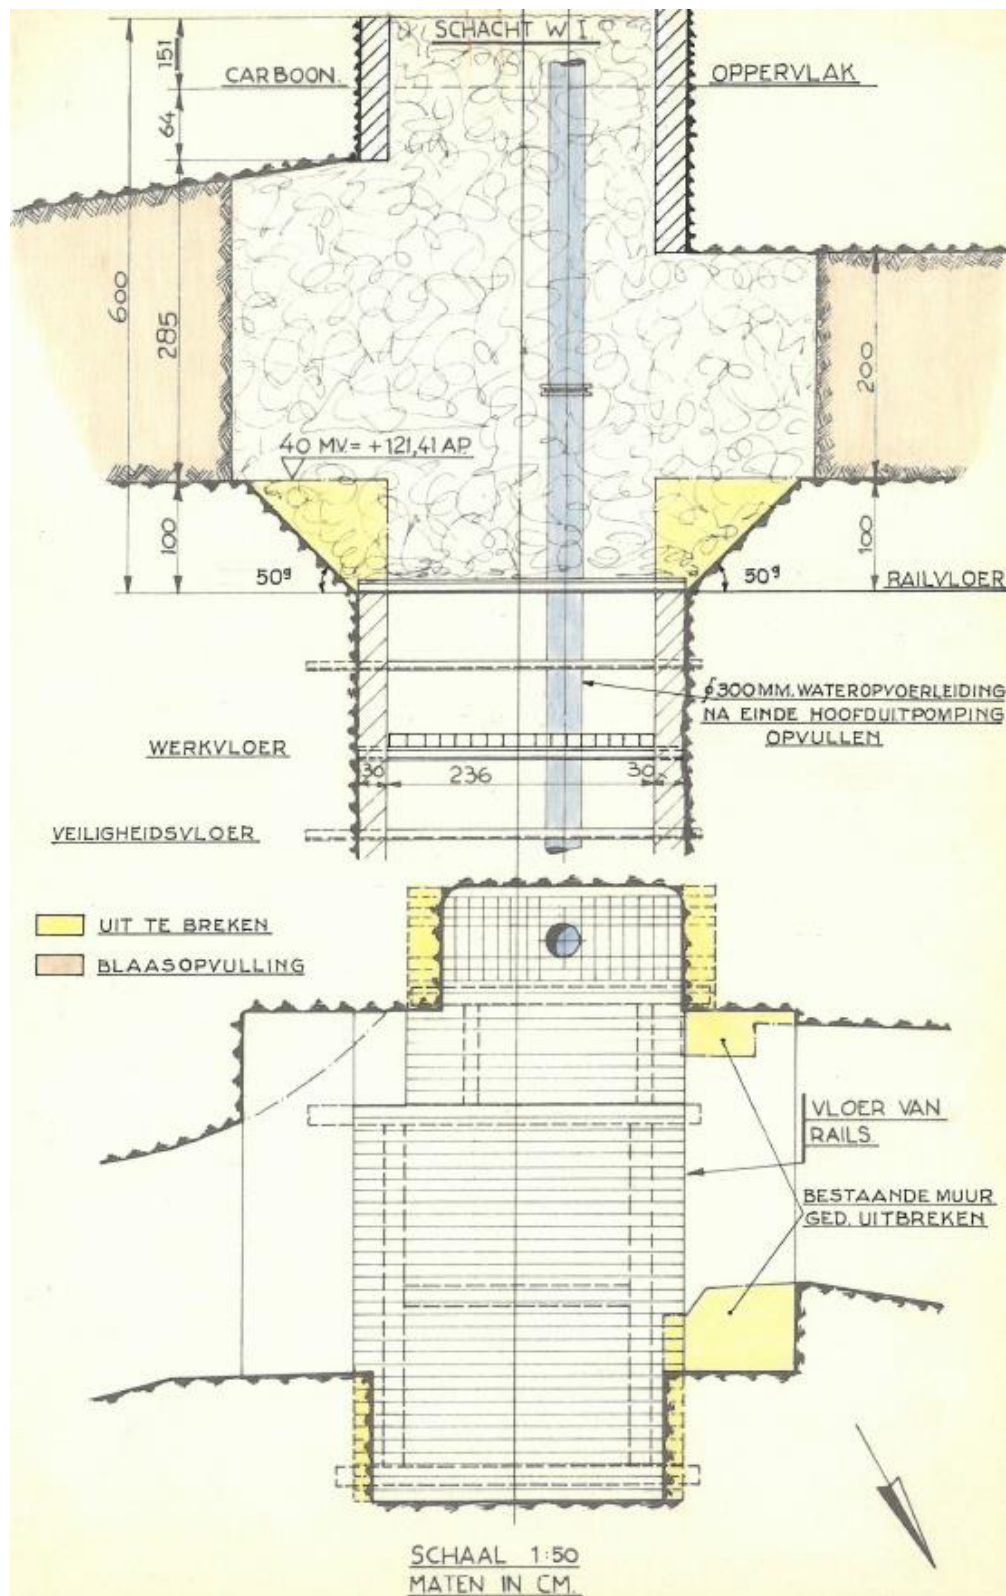 SCHACHT W I.
151
CARBOON.
OPPERVLAK
64
600
285
200
40 MV.= +121,41 AP.
100
100
50g
50g
RAILVLOER
ϕ300MM. WATEROPVOERLEIDING
NA EINDE HOOFDUITPOMPING
OPVULLEN
WERKVLOER
30
236
30
VEILIGHEIDSVLOER
UIT TE BREKEN
BLAASOPVULLING
VLOER VAN
RAILS.
BESTAANDE MUUR
GED. UITBREKEN
SCHAAL 1:50
MATEN IN CM.